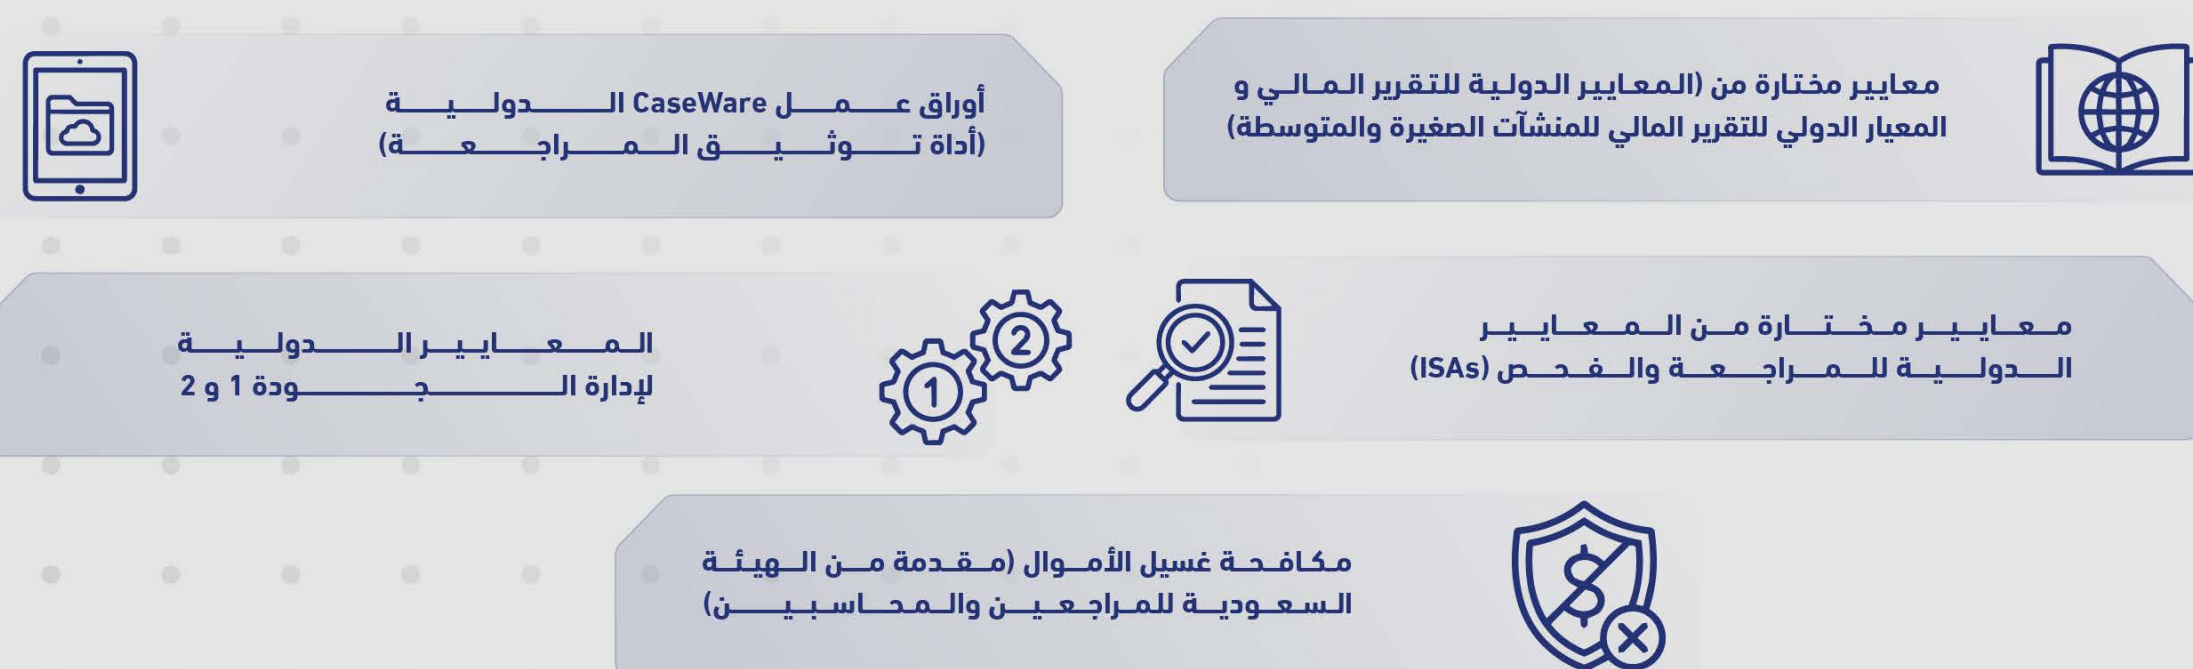 معايير مختارة من (المعايير الدولية للتقرير المالي و
المعيار الدولي للتقرير المالي للمنشآت الصغيرة والمتوسطة)
أوراق عمل CaseWare الدولية
(أداة توثيق المراجعة)
معايير مختارة من المعايير
الدولية للمراجعة والفحص (ISAs)
2
1
المعايير الدولية
لإدارة الجودة 1 و 2
مكافحة غسيل الأموال (مقدمة من الهيئة
السعودية للمراجعين والمحاسبين)
$